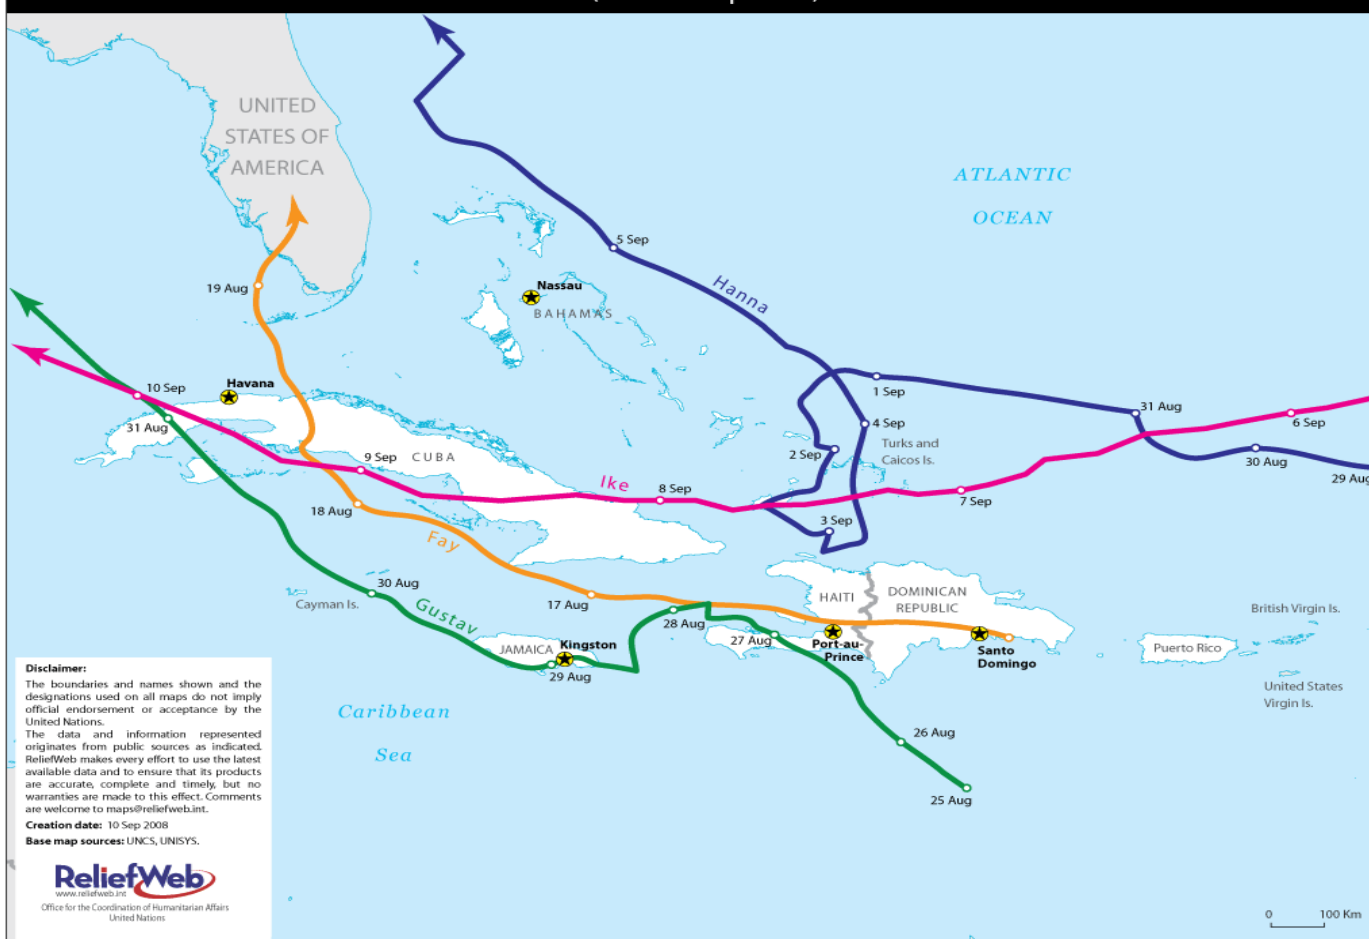 UNITED
STATES OF
AMERICA
ATLANTIC
OCEAN
5 Sep
Hanna
19 Aug
Nassau
BAHAMAS
10 Sep
Havana
1 Sep
31 Aug
6 Sep
31 Aug
4 Sep
Turks and
Caicos Is.
9 Sep
CUBA
2 Sep
30 Aug
29 Aug
Ike
8 Sep
7 Sep
18 Aug
3 Sep
Fay
30 Aug
Cayman Is.
Gustav
17 Aug
28 Aug
HAITI
DOMINICAN
REPUBLIC
British Virgin Is.
27 Aug
Port-au-
Prince
Santo
Domingo
Puerto Rico
JAMAICA
Kingston
29 Aug
United States
Virgin Is.
Caribbean
Sea
26 Aug
25 Aug
Disclaimer:
The boundaries and names shown and the
designations used on all maps do not imply
official endorsement or acceptance by the
United Nations.
The data and information represented
originates from public sources as indicated.
ReliefWeb makes every effort to use the latest
available data and to ensure that its products
are accurate, complete and timely, but no
warranties are made to this effect. Comments
are welcome to maps@reliefweb.int.
Creation date: 10 Sep 2008
Base map sources: UNCS, UNISYS.
ReliefWeb
www.reliefweb.int
Office for the Coordination of Humanitarian Affairs
United Nations
0 100 Km